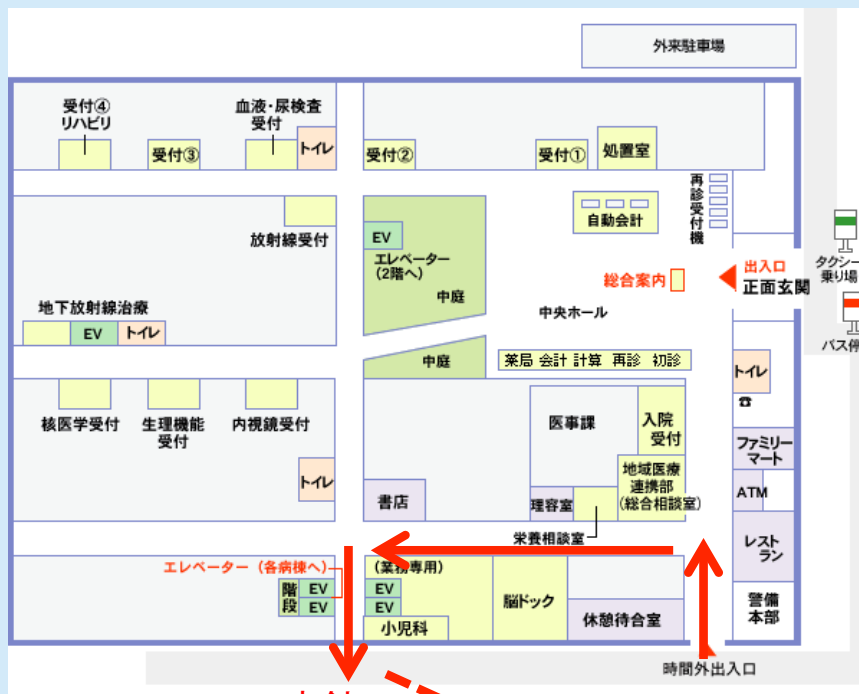 外来駐車場
受付④
リハビリ
血液・尿検査
受付
トイレ
受付③
受付②
受付①
処置室
再診受付機
自動会計
放射線受付
EV
エレベーター
(2階へ)
中庭
総合案内
出入口
正面玄関
タクシー
乗り場
バス停
中央ホール
地下放射線治療
EV
トイレ
中庭
薬局 会計 計算 再診 初診
トイレ
☎
核医学受付
生理機能
受付
内視鏡受付
医事課
入院
受付
ファミリー
マート
トイレ
書店
理容室
地域医療
連携部
(総合相談室)
ATM
栄養相談室
レスト
ラン
エレベーター(各病棟へ)
(業務専用)
階段
EV
EV
EV
EV
小児科
脳ドック
休憩待合室
警備
本部
時間外出入口